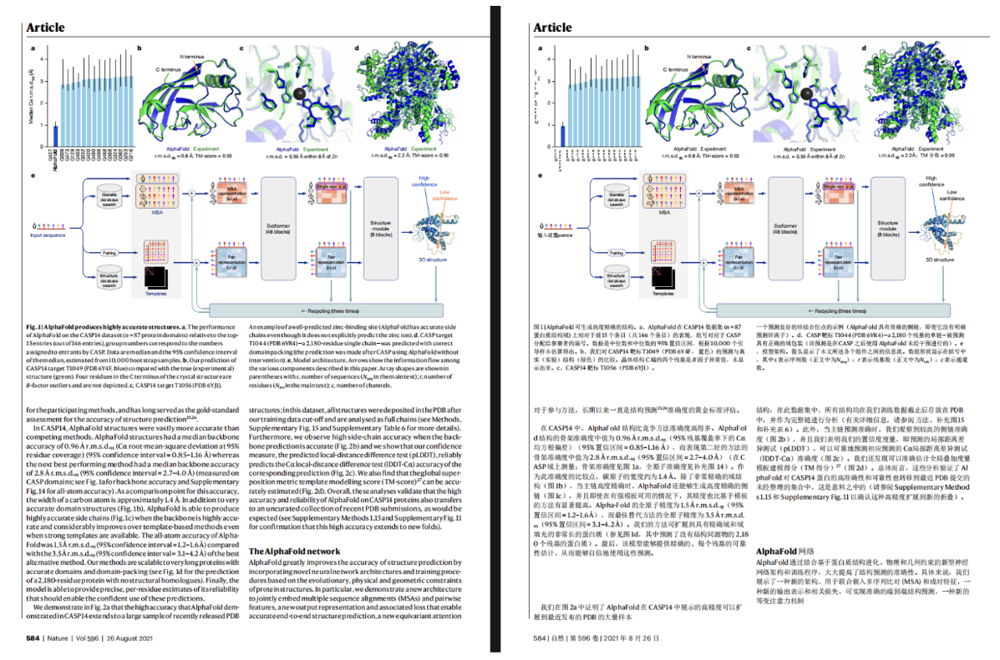 Article
a
b
c
d
Median Cα r.m.s.d.95 (Å)
4
3
2
1
0
AlphaFold
N terminus
C terminus
AlphaFold Experiment
r.m.s.d.95 = 0.8 Å; TM-score = 0.93
AlphaFold Experiment
r.m.s.d. = 0.59 Å within 8 Å of Zn
AlphaFold Experiment
r.m.s.d.95 = 2.2 Å; TM-score = 0.96
e
Input sequence
Genetic
database
search
MSA
Pairing
Structure
database
search
Templates
MSA
representation
(s,r,c)
Pair
representation
(r,r,c)
Evoformer
(48 blocks)
Single repr. (r,c)
Pair
representation
(r,r,c)
Structure
module
(8 blocks)
High
confidence
Low
confidence
3D structure
← Recycling (three times)
Fig. 1 | AlphaFold produces highly accurate structures. a, The performance
of AlphaFold on the CASP14 dataset (n = 87 protein domains) relative to the top-
15 entries (out of 146 entries), group numbers correspond to the numbers
assigned to entrants by CASP. Data are median and the 95% confidence interval
of the median, estimated from 10,000 bootstrap samples. b, Our prediction of
CASP14 target T1049 (PDB 6Y4F, blue) compared with the true (experimental)
structure (green). Four residues in the C terminus of the crystal structure are
B-factor outliers and are not depicted. c, CASP14 target T1056 (PDB 6YJ1).
An example of a well-predicted zinc-binding site (AlphaFold has accurate side
chains even though it does not explicitly predict the zinc ion). d, CASP target
T1044 (PDB 6VR4)—a 2,180-residue single chain—was predicted with correct
domain packing (the prediction was made after CASP using AlphaFold without
intervention). e, Model architecture. Arrows show the information flow among
the various components described in this paper. Array shapes are shown in
parentheses with s, number of sequences (Nseq in the main text); r, number of
residues (Nres in the main text); c, number of channels.
for the participating methods, and has long served as the gold-standard
assessment for the accuracy of structure prediction25,26.
In CASP14, AlphaFold structures were vastly more accurate than
competing methods. AlphaFold structures had a median backbone
accuracy of 0.96 Å r.m.s.d.95 (Cα root-mean-square deviation at 95%
residue coverage) (95% confidence interval = 0.85–1.16 Å) whereas
the next best performing method had a median backbone accuracy
of 2.8 Å r.m.s.d.95 (95% confidence interval = 2.7–4.0 Å) (measured on
CASP domains; see Fig. 1a for backbone accuracy and Supplementary
Fig. 14 for all-atom accuracy). As a comparison point for this accuracy,
the width of a carbon atom is approximately 1.4 Å. In addition to very
accurate domain structures (Fig. 1b), AlphaFold is able to produce
highly accurate side chains (Fig. 1c) when the backbone is highly accu-
rate and considerably improves over template-based methods even
when strong templates are available. The all-atom accuracy of Alpha-
Fold was 1.5 Å r.m.s.d.95 (95% confidence interval = 1.2–1.6 Å) compared
with the 3.5 Å r.m.s.d.95 (95% confidence interval = 3.1–4.2 Å) of the best
alternative method. Our methods are scalable to very long proteins with
accurate domains and domain-packing (see Fig. 1d for the prediction
of a 2,180-residue protein with no structural homologues). Finally, the
model is able to provide precise, per-residue estimates of its reliability
that should enable the confident use of these predictions.
We demonstrate in Fig. 2a that the high accuracy that AlphaFold dem-
onstrated in CASP14 extends to a large sample of recently released PDB
structures; in this dataset, all structures were deposited in the PDB after
our training data cut-off and are analysed as full chains (see Methods,
Supplementary Fig. 15 and Supplementary Table 6 for more details).
Furthermore, we observe high side-chain accuracy when the back-
bone prediction is accurate (Fig. 2b) and we show that our confidence
measure, the predicted local-distance difference test (pLDDT), reliably
predicts the Cα local-distance difference test (lDDT-Cα) accuracy of the
corresponding prediction (Fig. 2c). We also find that the global super-
position metric template modelling score (TM-score)27 can be accu-
rately estimated (Fig. 2d). Overall, these analyses validate that the high
accuracy and reliability of AlphaFold on CASP14 proteins also transfers
to an uncurated collection of recent PDB submissions, as would be
expected (see Supplementary Methods 1.15 and Supplementary Fig. 11
for confirmation that this high accuracy extends to new folds).
The AlphaFold network
AlphaFold greatly improves the accuracy of structure prediction by
incorporating novel neural network architectures and training proce-
dures based on the evolutionary, physical and geometric constraints
of protein structures. In particular, we demonstrate a new architecture
to jointly embed multiple sequence alignments (MSAs) and pairwise
features, a new output representation and associated loss that enable
accurate end-to-end structure prediction, a new equivariant attention
584 | Nature | Vol 596 | 26 August 2021
Article
a
b
c
d
4
3
2
1
0
N terminus
C terminus
AlphaFold Experiment
r.m.s.d.95 = 0.8 Å; TM-score = 0.93
AlphaFold Experiment
r.m.s.d. = 0.59 Å within 8 Å of Zn
AlphaFold Experiment
r.m.s.d.95 = 2.2Å; TM 分数 = 0.96
e
输入设置quence
Genetic
database
search
MSA
Pairing
Structure
database
search
Templates
MSA
representation
(s,r,c)
Pair
representation
(r,r,c)
Evoformer
(48 blocks)
Single repr. (r,c)
Pair
representation
(r,r,c)
Structure
module
(8 blocks)
High
confidence
Low
confidence
3D structure
← Recycling (three times)
图1|AlphaFold 可生成高度精确的结构。a、AlphaFold 在 CASP14 数据集 (n = 87
蛋白质结构域) 上相对于前15 个条目（共 146 个条目）的表现，组号对应于 CASP
分配给参赛者的编号。数据是中位数和中位数的 95% 置信区间，根据10,000 个引
导样本估算得出。b、我们对 CASP14 靶标 T1049（PDB 6Y4F，蓝色）的预测与真
实（实验）结构（绿色）的比较。晶体结构 C端的四个残基是 B因子异常值，未显
示出来。c、CASP14 靶标 T1056（PDB 6YJ1）。
一个预测良好的锌结合位点的示例（AlphaFold 具有准确的侧链，即使它没有明确
预测锌离子）。d、CASP 靶标 T1044 (PDB 6VR4)—a 2,180 个残基的单链—被预测
具有正确的域包装（该预测是在CASP 之后使用 AlphaFold 未经干预进行的）。e
，模型架构。箭头显示了本文所述各个组件之间的信息流。数组形状显示在括号中
，其中 s 表示序列数（正文中为Nseq）；r 表示残基数（正文中为Nres）；c 表示通道
数。
对于参与方法，长期以来一直是结构预测25,26准确度的黄金标准评估。
在 CASP14 中，AlphaFold 结构比竞争方法准确度高得多。AlphaFol
d 结构的骨架准确度中值为 0.96 Å r.m.s.d.95（95% 残基覆盖率下的 Cα
均方根偏差）（95% 置信区间 = 0.85–1.16 Å），而表现第二好的方法的
骨架准确度中值为 2.8 Å r.m.s.d.95（95% 置信区间 = 2.7–4.0 Å）（在 C
ASP 域上测量；骨架准确度见图 1a，全原子准确度见补充图 14）。作
为此准确度的比较点，碳原子的宽度约为 1.4 Å。除了非常精确的域结
构（图1b），当主链高度精确时，AlphaFold 还能够生成高度精确的侧
链（图 1c），并且即使在有强模板可用的情况下，其精度也比基于模板
的方法有显著提高。Alpha-Fold 的全原子精度为 1.5 Å r.m.s.d.95（95%
置信区间 = 1.2–1.6Å），而最佳替代方法的全原子精度为 3.5Å r.m.s.d.
95（95% 置信区间 = 3.1–4.2Å）。我们的方法可扩展到具有精确域和域
填充的非常长的蛋白质（参见图 1d，其中预测了没有结构同源物的 2,18
0 个残基的蛋白质）。最后，该模型能够提供精确的、每个残基的可靠
性估计，从而能够自信地使用这些预测。
我们在图 2a 中证明了 AlphaFold 在 CASP14 中展示的高精度可以扩
展到最近发布的 PDB 的大量样本
结构；在此数据集中，所有结构均在我们训练数据截止后存放在 PDB
中，并作为完整链进行分析（有关详细信息，请参阅方法、补充图15
和补充表 6）。此外，当主链预测准确时，我们观察到较高的侧链准确
度（图 2b），并且我们表明我们的置信度度量，即预测的局部距离差
异测试 (pLDDT)，可以可靠地预测相应预测的 Cα局部距离差异测试
(lDDT-Cα) 准确度（图 2c）。我们还发现可以准确估计全局叠加度量
模板建模得分（TM 得分）27（图 2d）。总体而言，这些分析验证了 Al
phaFold 对 CASP14 蛋白的高准确性和可靠性也转移到最近 PDB 提交的
未经整理的集合中，这是意料之中的（请参阅 Supplementary Method
s 1.15 和 Supplementary Fig. 11 以确认这种高精度扩展到新的折叠）。
AlphaFold 网络
AlphaFold 通过结合基于蛋白质结构进化、物理和几何约束的新型神经
网络架构和训练程序，大大提高了结构预测的准确性。具体来说，我们
展示了一种新的架构，用于联合嵌入多序列比对 (MSA) 和成对特征，一
种新的输出表示和相关损失，可实现准确的端到端结构预测，一种新的
等变注意力机制
584 | 自然 | 第 596 卷 | 2021 年 8 月 26 日